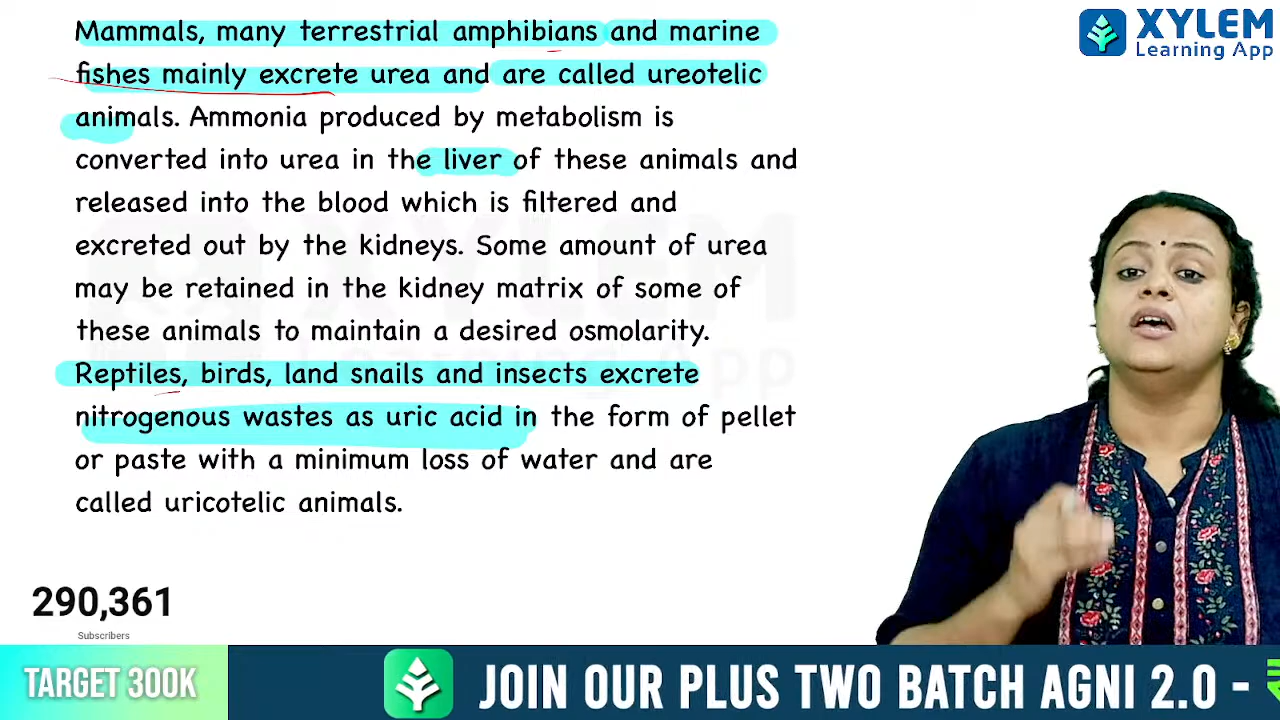 Mammals, many terrestrial amphibians and marine
fishes mainly excrete urea and are called ureotelic
animals. Ammonia produced by metabolism is
converted into urea in the liver of these animals and
released into the blood which is filtered and
excreted out by the kidneys. Some amount of urea
may be retained in the kidney matrix of some of
these animals to maintain a desired osmolarity.
Reptiles, birds, land snails and insects excrete
nitrogenous wastes as uric acid in the form of pellet
or paste with a minimum loss of water and are
called uricotelic animals.
XYLEM
Learning App
XYLEM
Learning App
290,361
Subscribers
TARGET 300K
JOIN OUR PLUS TWO BATCH AGNI 2.0 -